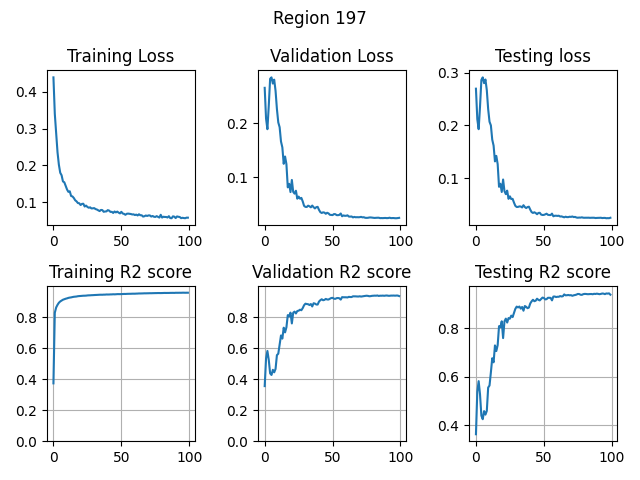 Region 197
Training Loss
Validation Loss
Testing loss
0.4
0.3
0.2
0.1
0 50 100
0.2
0.1
0 50 100
0.3
0.2
0.1
0 50 100
Training R2 score
Validation R2 score
Testing R2 score
0.8
0.6
0.4
0.2
0.0
0 50 100
0.8
0.6
0.4
0.2
0.0
0 50 100
0.8
0.6
0.4
0 50 100